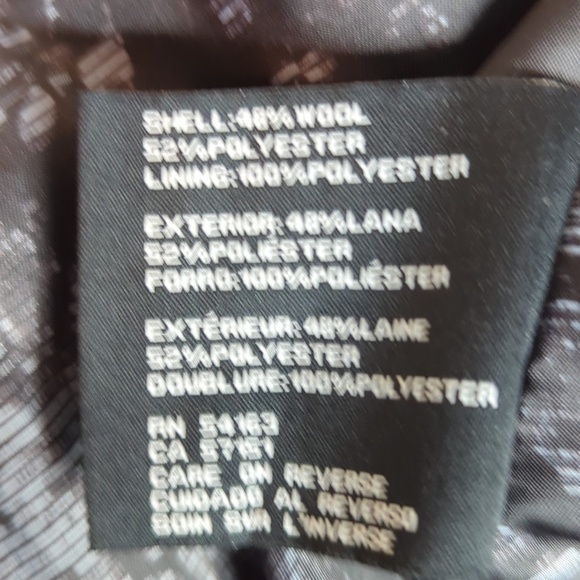 SHELL:48%WOOL
52%POLYESTER
LINING:100%POLYESTER
EXTERIOR:48%LANA
52%POLIÉSTER
FORRO:100%POLIÉSTER
EXTÉRIEUR:48%LAINE
52%POLYESTER
DOUBLURE:100%POLYESTER
RN 54163
CA 57151
CARE ON REVERSE
CUIDADO AL REVERSO
SOIN SUR L'INVERSE